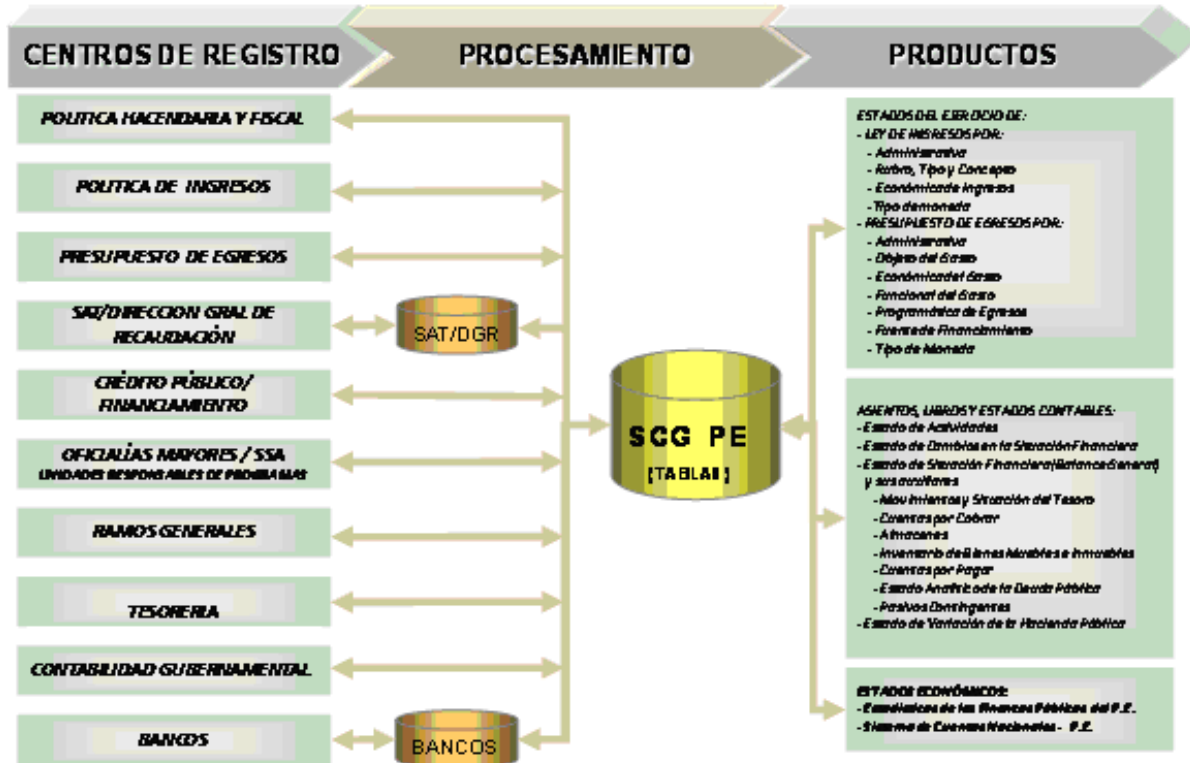 CENTROS DE REGISTRO
PROCESAMIENTO
PRODUCTOS
POLITICA HACENDARIA Y FISCAL
POLITICA DE INGRESOS
PRESUPUESTO DE EGRESOS
SAT/DIRECCION GRAL DE
RECAUDACIÓN
CRÉDITO PÚBLICO/
FINANCIAMIENTO
OFICIALÍAS MAYORES / SSA
UNIDADES RESPONSABLES DE PROGRAMAS
RAMOS GENERALES
TESORERIA
CONTABILIDAD GUBERNAMENTAL
BANCOS
SAT/DGR
BANCOS
SCG PE
(TABLAS)
ESTADOS DEL EJERCICIO DE:
- LEY DE INGRESOS POR:
- Administrativa
- Rubro, Tipo y Concepto
- Económica de Ingresos
- Tipo de moneda
- PRESUPUESTO DE EGRESOS POR:
- Administrativa
- Objeto del Gasto
- Económica del Gasto
- Funcional del Gasto
- Programática de Egresos
- Fuente de Financiamiento
- Tipo de Moneda
ASIENTOS, LIBROS Y ESTADOS CONTABLES:
- Estado de Actividades
- Estado de Cambios en la Situación Financiera
- Estado de Situación Financiera (Balance General)
y sus auxiliares
- Movimientos y Situación del Tesoro
- Cuentas por Cobrar
- Almacenes
- Inventario de Bienes Muebles e Inmuebles
- Cuentas por Pagar
- Estado Analítico de la Deuda Pública
- Pasivos Contingentes
- Estado de Variación de la Hacienda Pública
ESTADOS ECONÓMICOS:
- Estadísticas de las Finanzas Públicas del P.E.
- Sistema de Cuentas Nacionales - P.E.